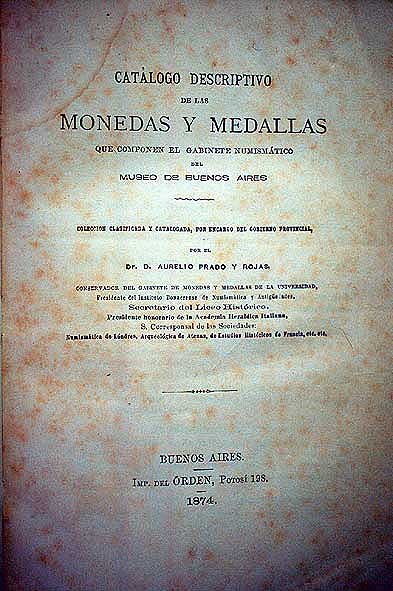 CATÁLOGO DESCRIPTIVO
DE LAS
MONEDAS Y MEDALLAS
QUE COMPONEN EL GABINETE NUMISMÁTICO
DEL
MUSEO DE BUENOS AIRES
COLECCION CLASIFICADA Y CATALOGADA, POR ENCARGO DEL GOBIERNO PROVINCIAL,
POR EL
Dr. D. AURELIO PRADO Y ROJAS.
CONSERVADOR DEL GABINETE DE MONEDAS Y MEDALLAS DE LA UNIVERSIDAD,
Presidente del Instituto Bonaerense de Numismática y Antigüedades,
Secretario del Liceo Histórico,
Presidente honorario de la Academia Heráldica Italiana,
S. Corresponsal de las Sociedades:
Numismática de Lóndres, Arqueológica de Atenas, de Estudios Históricos de Francia, etc. etc.
BUENOS AIRES.
IMP. DEL ÓRDEN, POTOSÍ 198.
1874.